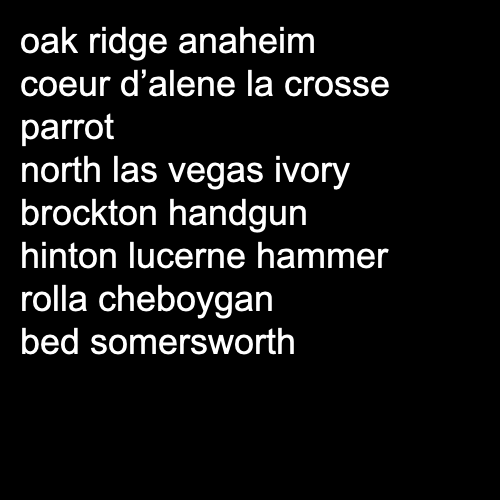 oak ridge anaheim
coeur d’alene la crosse
parrot
north las vegas ivory
brockton handgun
hinton lucerne hammer
rolla cheboygan
bed somersworth